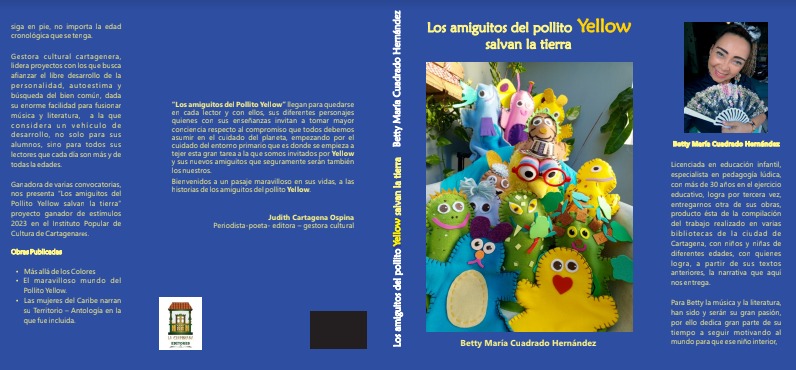 siga en pie, no importa la edad
cronológica que se tenga.
Gestora cultural cartagenera,
lidera proyectos con los que busca
afianzar el libre desarrollo de la
personalidad, autoestima y
búsqueda del bien común, dada
su enorme facilidad para fusionar
música y literatura, a la que
considera un vehículo de
desarrollo, no solo para sus
alumnos, sino para todos sus
lectores que cada día son más y de
todas la edades.
Ganadora de varias convocatorias,
nos presenta "Los amiguitos del
Pollito Yellow salvan la tierra"
proyecto ganador de estímulos
2023 en el Instituto Popular de
Cultura de Cartagenares.
Obras Publicadas
• Más allá de los Colores
• El maravilloso mundo del
Pollito Yellow.
• Las mujeres del Caribe narran
su Territorio – Antología en la
que fue incluida.
"Los amiguitos del Pollito Yellow" llegan para quedarse
en cada lector y con ellos, sus diferentes personajes
quienes con sus enseñanzas invitan a tomar mayor
conciencia respecto al compromiso que todos debemos
asumir en el cuidado del planeta, empezando por el
cuidado del entorno primario que es donde se empieza a
tejer esta gran tarea a la que somos invitados por Yellow
y sus nuevos amiguitos que seguramente serán también
los nuestros.
Bienvenidos a un pasaje maravilloso en sus vidas, a las
historias de los amiguitos del pollito Yellow.
Judith Cartagena Ospina
Periodista-poeta- editora – gestora cultural
EDITORES
Los amiguitos del pollito Yellow salvan la tierra Betty María Cuadrado Hernández
Los amiguitos del pollito Yellow
salvan la tierra
Betty María Cuadrado Hernández
Betty María Cuadrado Hernández
Licenciada en educación infantil,
especialista en pedagogía lúdica,
con más de 30 años en el ejercicio
educativo, logra por tercera vez,
entregarnos otra de sus obras,
producto ésta de la compilación
del trabajo realizado en varias
bibliotecas de la ciudad de
Cartagena, con niños y niñas de
diferentes edades, con quienes
logra, a partir de sus textos
anteriores, la narrativa que aquí
nos entrega.
Para Betty la música y la literatura,
han sido y serán su gran pasión,
por ello dedica gran parte de su
tiempo a seguir motivando al
mundo para que ese niño interior,